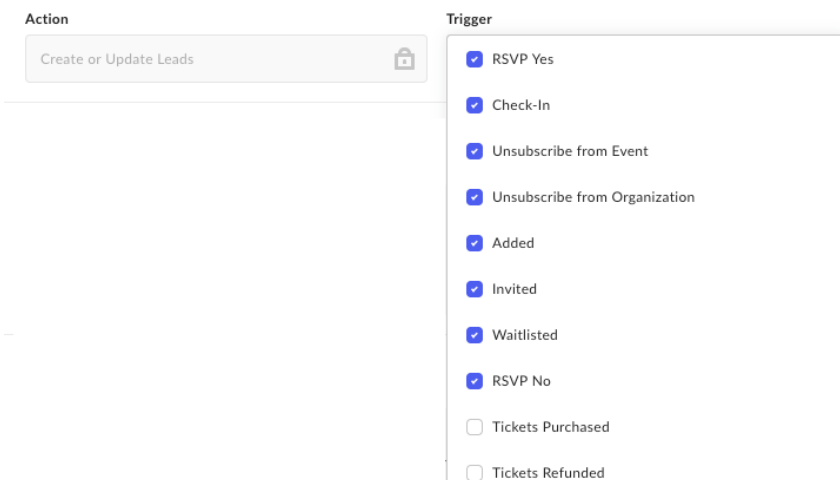 Action
Trigger
Create or Update Leads
RSVP Yes
Check-In
Unsubscribe from Event
Unsubscribe from Organization
Added
Invited
Waitlisted
RSVP No
Tickets Purchased
Tickets Refunded